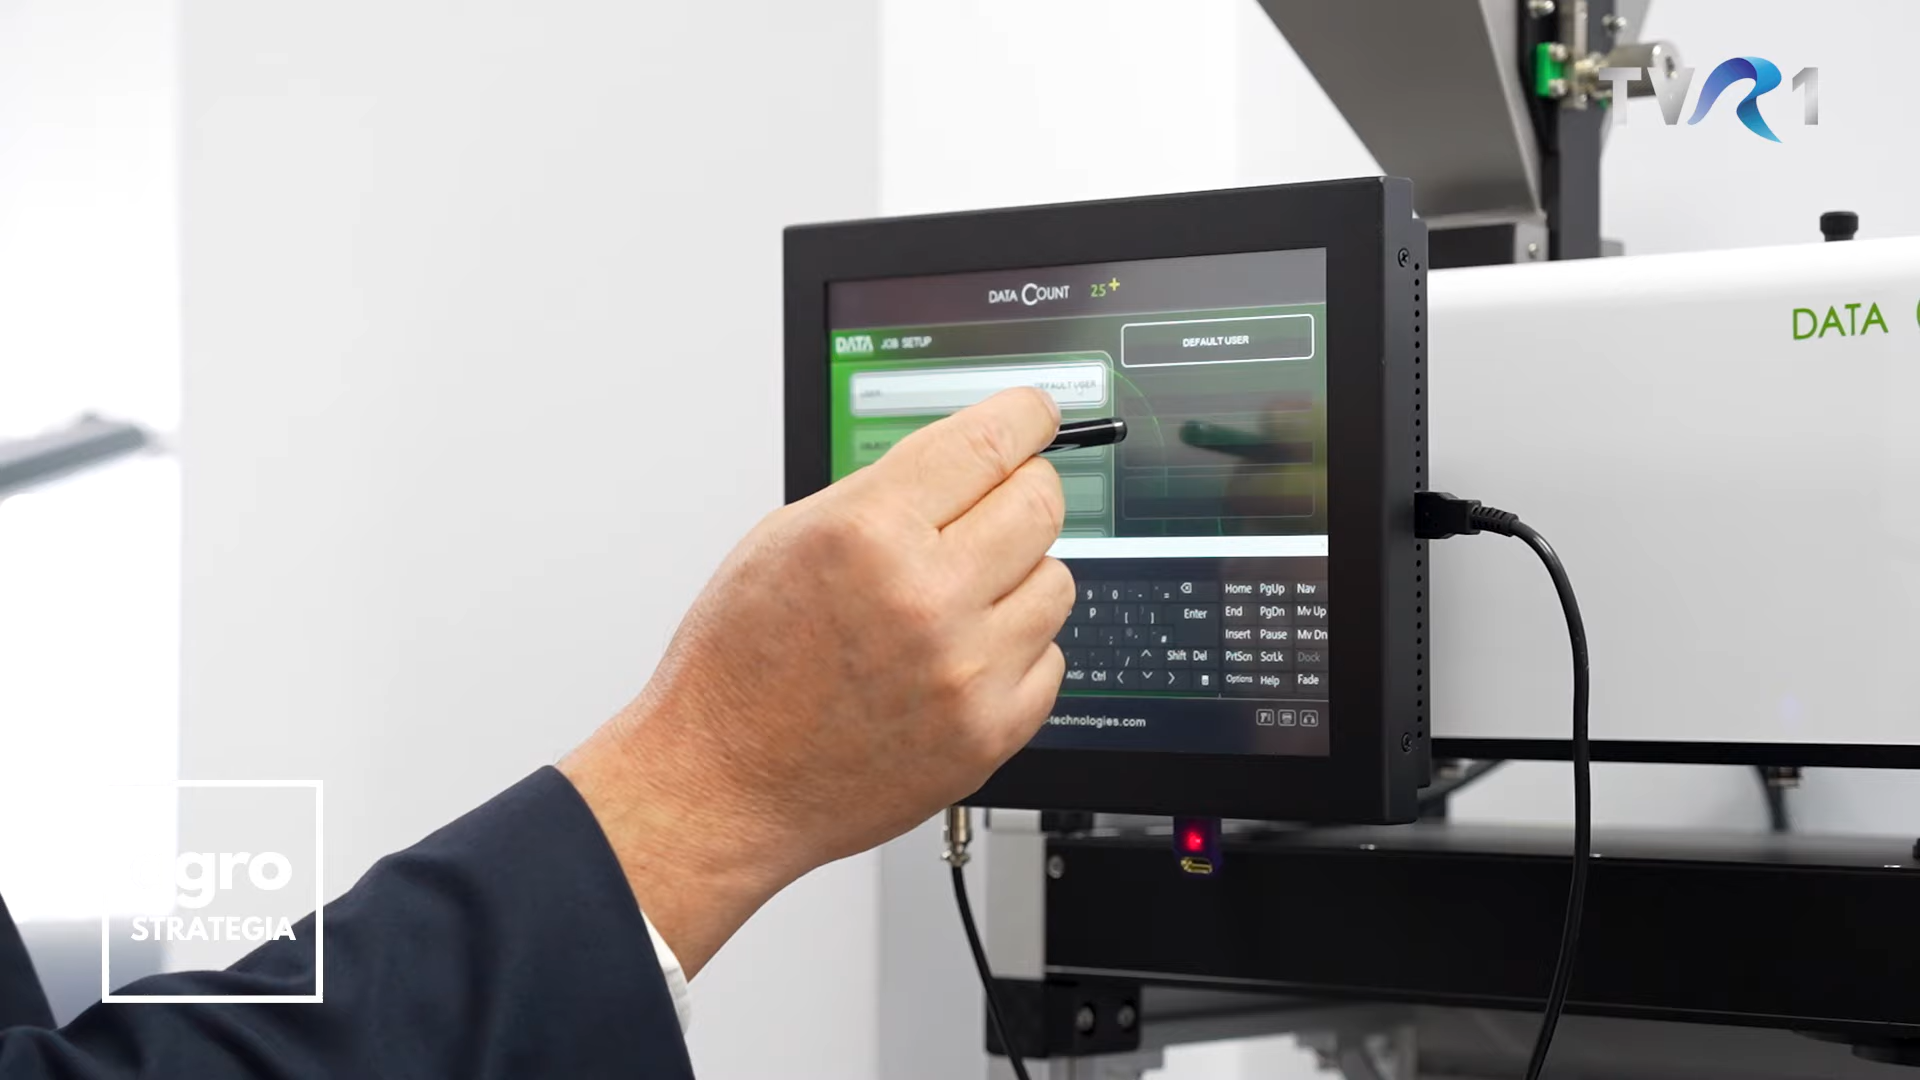 TVR1
DATA COUNT 25+
DATA
DATA JOB SETUP
DEFAULT USER
USER
DEFAULT USER
OBJECT
9 0 - =
Home PgUp Nav
p [ ] Enter
End PgDn Mv Up
l ; ' #
Insert Pause Mv Dn
, . / Shift Del
PrtScn ScrLk Dock
AltGr Ctrl
Options Help Fade
-technologies.com
agro
STRATEGIA